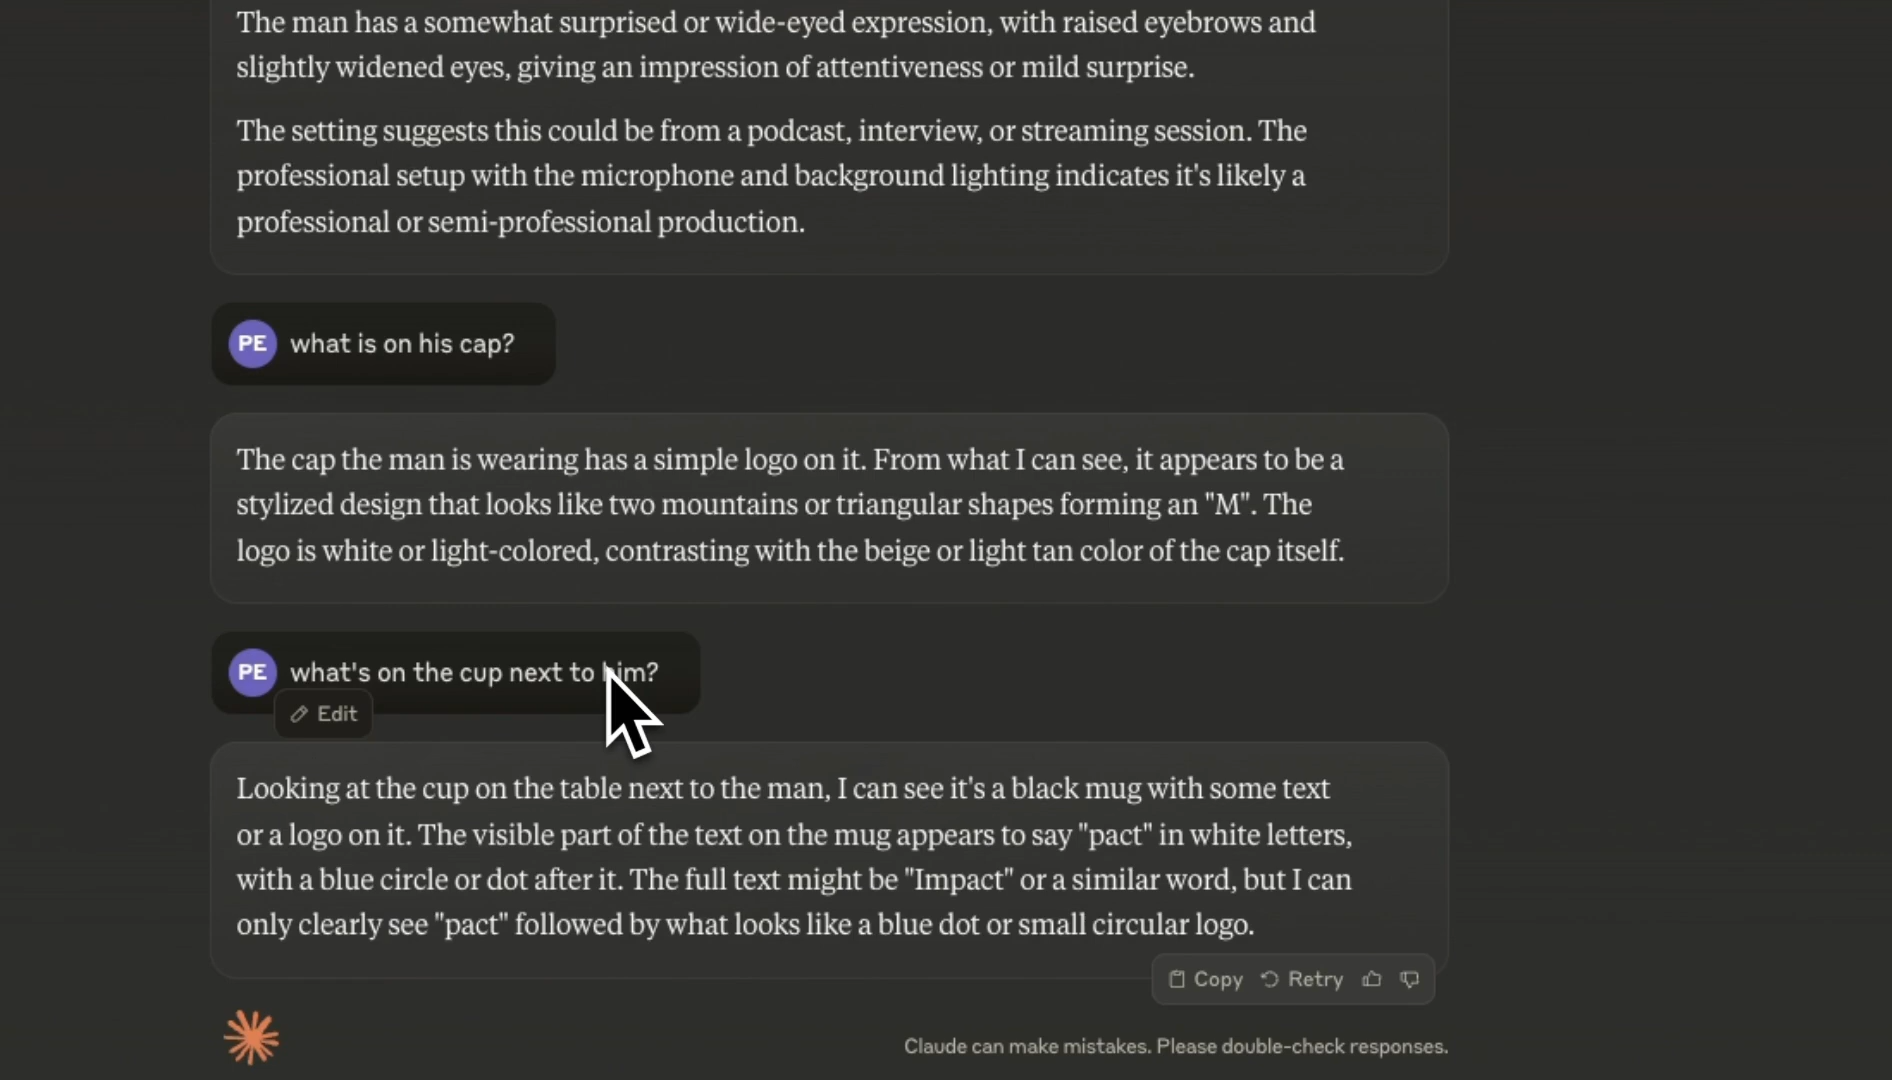 The man has a somewhat surprised or wide-eyed expression, with raised eyebrows and
slightly widened eyes, giving an impression of attentiveness or mild surprise.
The setting suggests this could be from a podcast, interview, or streaming session. The
professional setup with the microphone and background lighting indicates it's likely a
professional or semi-professional production.
PE what is on his cap?
The cap the man is wearing has a simple logo on it. From what I can see, it appears to be a
stylized design that looks like two mountains or triangular shapes forming an "M". The
logo is white or light-colored, contrasting with the beige or light tan color of the cap itself.
PE what's on the cup next to him?
Edit
Looking at the cup on the table next to the man, I can see it's a black mug with some text
or a logo on it. The visible part of the text on the mug appears to say "pact" in white letters,
with a blue circle or dot after it. The full text might be "Impact" or a similar word, but I can
only clearly see "pact" followed by what looks like a blue dot or small circular logo.
Copy Retry
Claude can make mistakes. Please double-check responses.